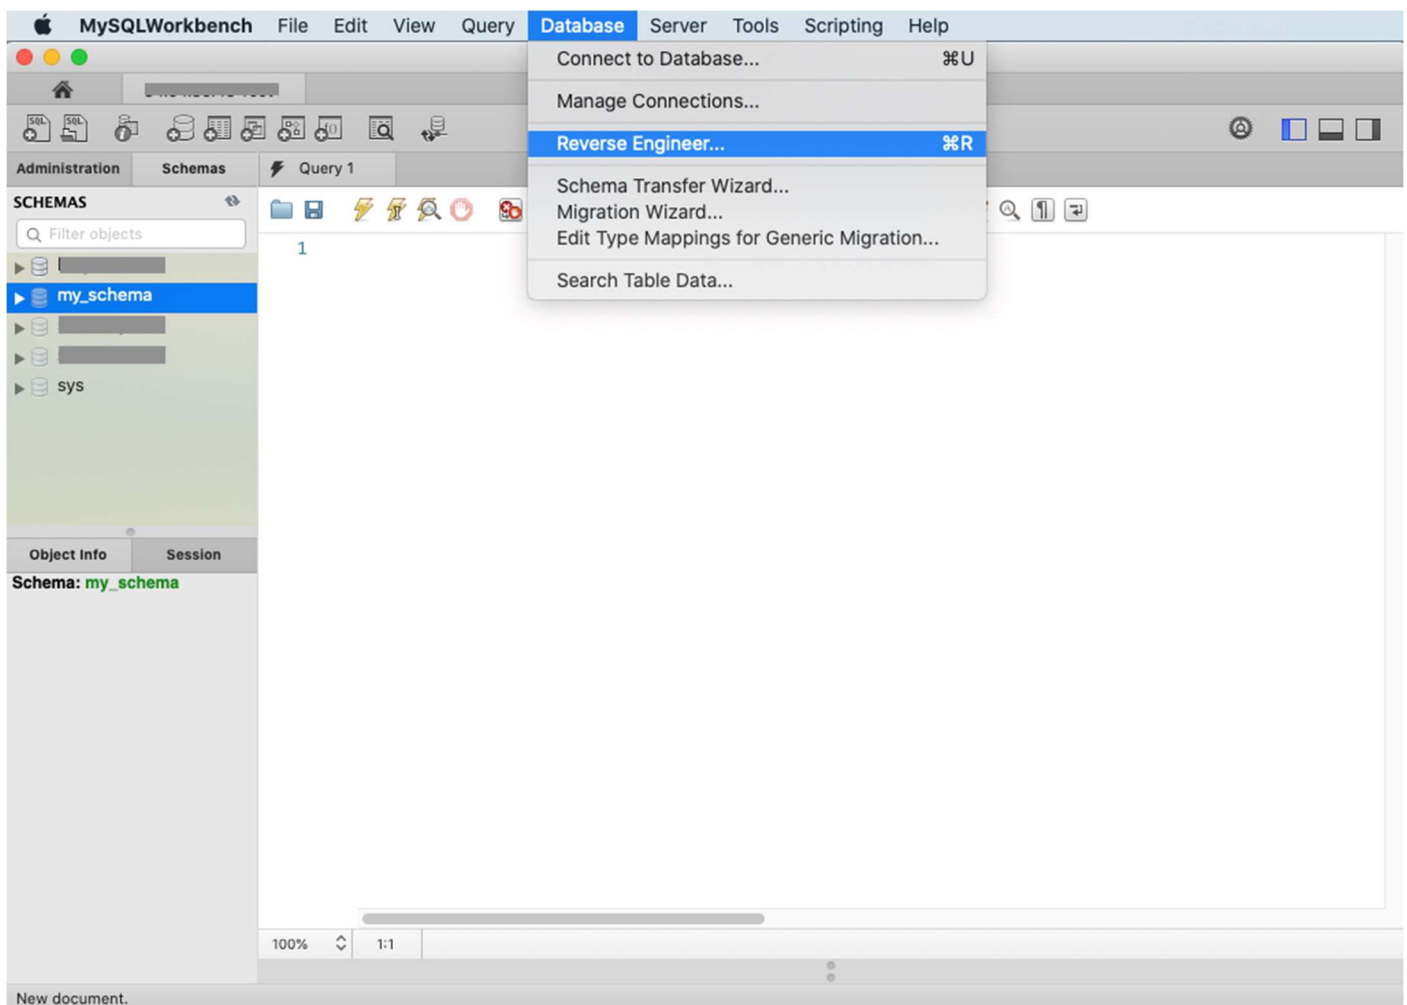 MySQLWorkbench File Edit View Query Database Server Tools Scripting Help
Connect to Database... ⌘U
Manage Connections...
Reverse Engineer... ⌘R
Schema Transfer Wizard...
Migration Wizard...
Edit Type Mappings for Generic Migration...
Search Table Data...
SQL SQL
Administration Schemas Query 1
SCHEMAS
Filter objects
1
my_schema
sys
Object Info Session
Schema: my_schema
100% 1:1
New document.